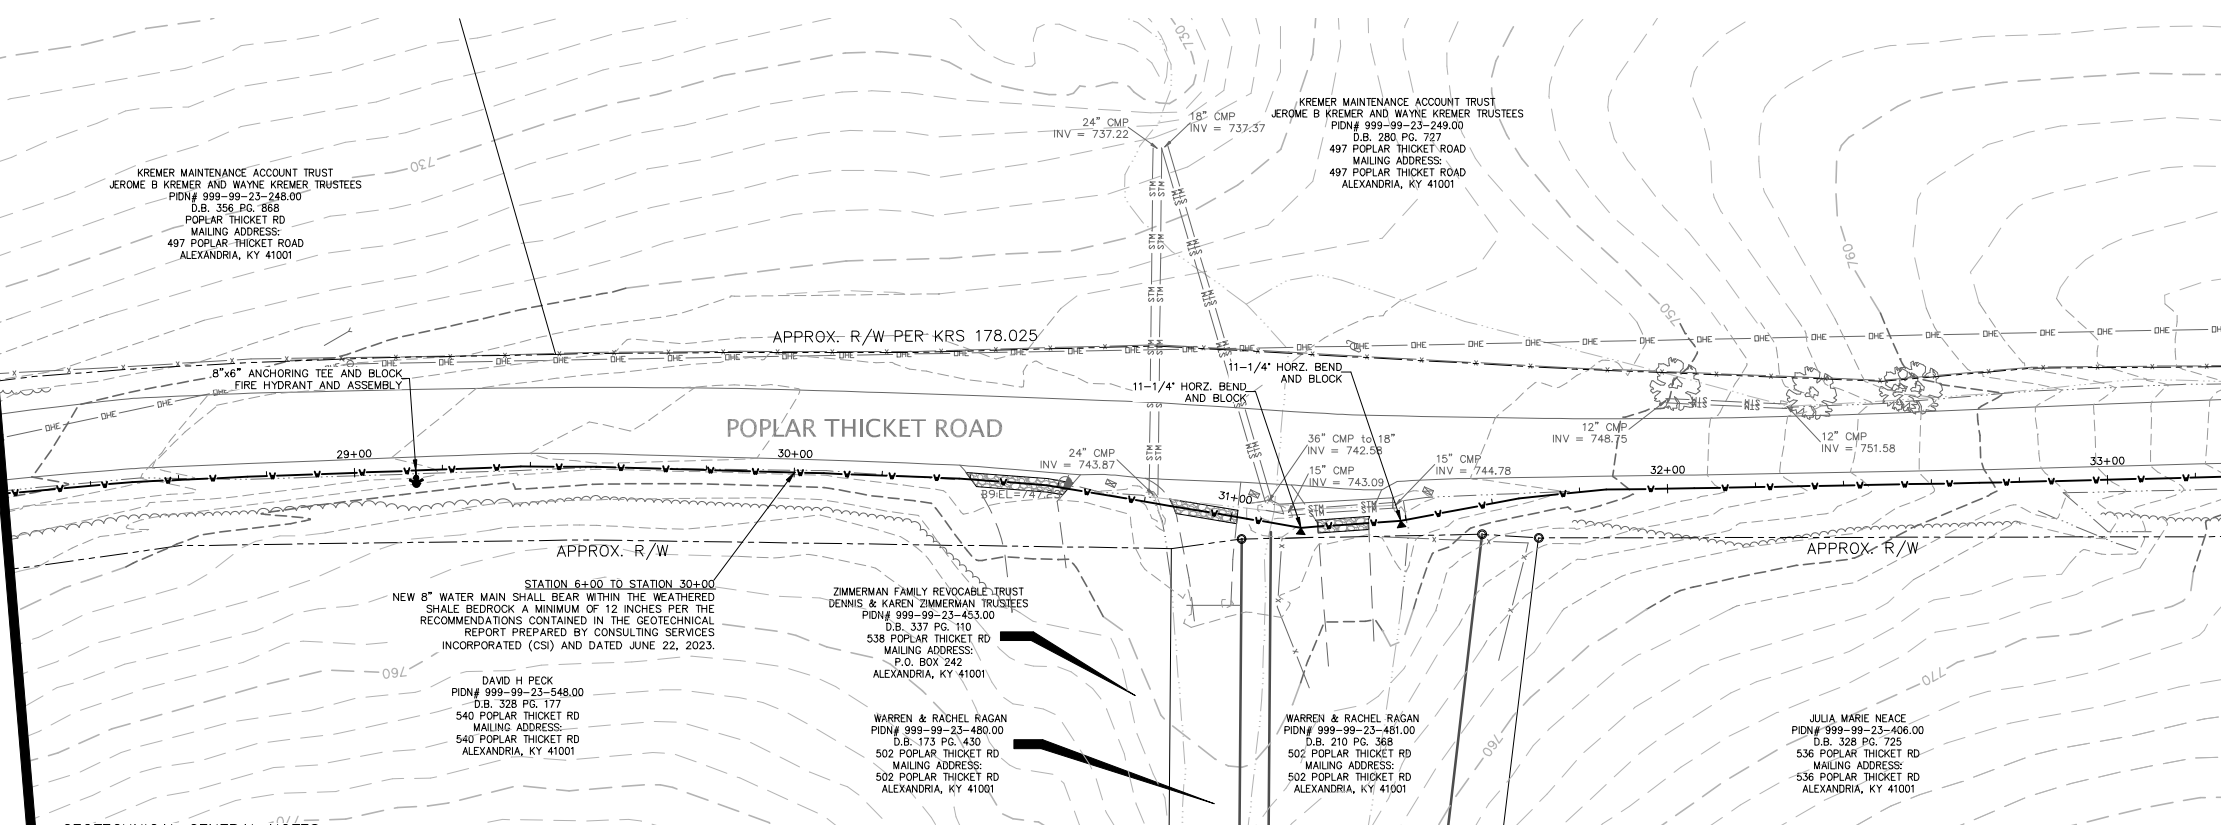 730
24" CMP
INV = 737.22
18" CMP
INV = 737.37
KREMER MAINTENANCE ACCOUNT TRUST
JEROME B KREMER AND WAYNE KREMER TRUSTEES
PIDN# 999-99-23-249.00
D.B. 280 PG. 727
497 POPLAR THICKET ROAD
MAILING ADDRESS:
497 POPLAR THICKET ROAD
ALEXANDRIA, KY 41001
730
KREMER MAINTENANCE ACCOUNT TRUST
JEROME B KREMER AND WAYNE KREMER TRUSTEES
PIDN# 999-99-23-248.00
D.B. 356 PG. 868
POPLAR THICKET RD
MAILING ADDRESS:
497 POPLAR THICKET ROAD
ALEXANDRIA, KY 41001
760
750
APPROX. R/W PER KRS 178.025
8"x6" ANCHORING TEE AND BLOCK
FIRE HYDRANT AND ASSEMBLY
11-1/4° HORZ. BEND
AND BLOCK
11-1/4° HORZ. BEND
AND BLOCK
POPLAR THICKET ROAD
29+00
30+00
31+00
32+00
33+00
24" CMP
INV = 743.87
36" CMP to 18"
INV = 742.58
15" CMP
INV = 743.09
15" CMP
INV = 744.78
12" CMP
INV = 748.75
12" CMP
INV = 751.58
APPROX. R/W
APPROX. R/W
STATION 6+00 TO STATION 30+00
NEW 8" WATER MAIN SHALL BEAR WITHIN THE WEATHERED
SHALE BEDROCK A MINIMUM OF 12 INCHES PER THE
RECOMMENDATIONS CONTAINED IN THE GEOTECHNICAL
REPORT PREPARED BY CONSULTING SERVICES
INCORPORATED (CSI) AND DATED JUNE 22, 2023.
ZIMMERMAN FAMILY REVOCABLE TRUST
DENNIS & KAREN ZIMMERMAN TRUSTEES
PIDN# 999-99-23-453.00
D.B. 337 PG. 110
538 POPLAR THICKET RD
MAILING ADDRESS:
P.O. BOX 242
ALEXANDRIA, KY 41001
760
DAVID H PECK
PIDN# 999-99-23-548.00
D.B. 328 PG. 177
540 POPLAR THICKET RD
MAILING ADDRESS:
540 POPLAR THICKET RD
ALEXANDRIA, KY 41001
WARREN & RACHEL RAGAN
PIDN# 999-99-23-480.00
D.B. 173 PG. 430
502 POPLAR THICKET RD
MAILING ADDRESS:
502 POPLAR THICKET RD
ALEXANDRIA, KY 41001
WARREN & RACHEL RAGAN
PIDN# 999-99-23-481.00
D.B. 210 PG. 368
502 POPLAR THICKET RD
MAILING ADDRESS:
502 POPLAR THICKET RD
ALEXANDRIA, KY 41001
760
770
JULIA MARIE NEACE
PIDN# 999-99-23-406.00
D.B. 328 PG. 725
536 POPLAR THICKET RD
MAILING ADDRESS:
536 POPLAR THICKET RD
ALEXANDRIA, KY 41001
770